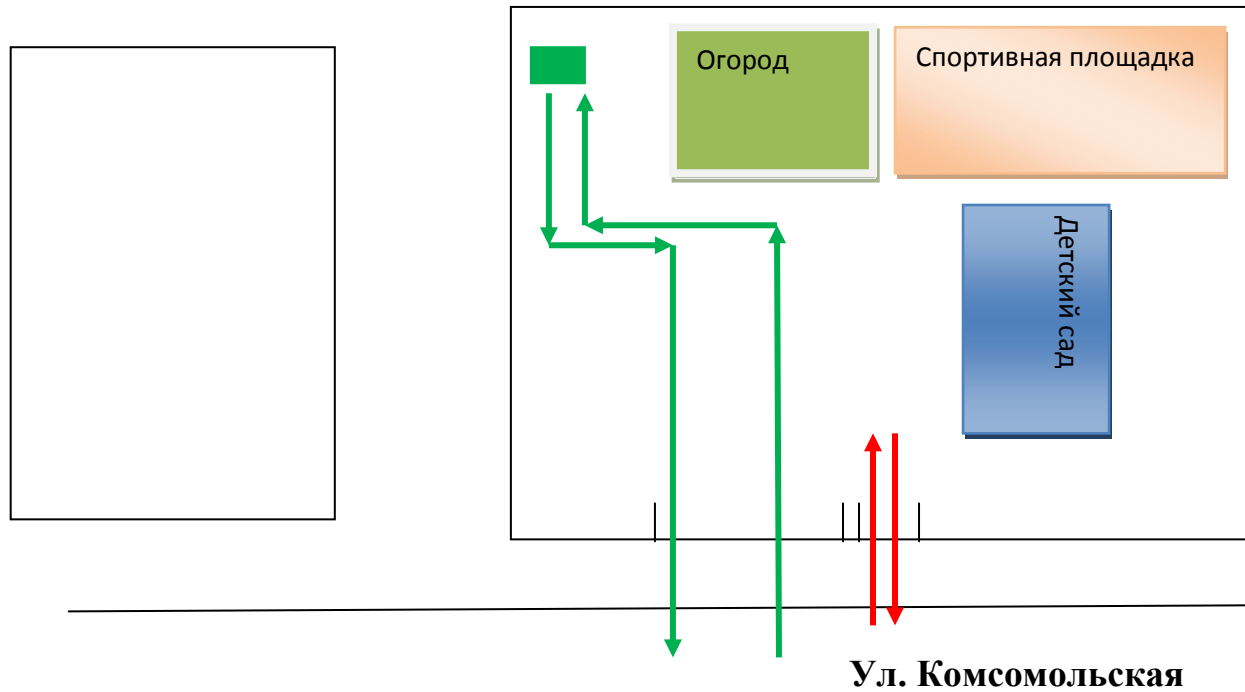 Огород
Спортивная площадка
Детский сад
Ул. Комсомольская